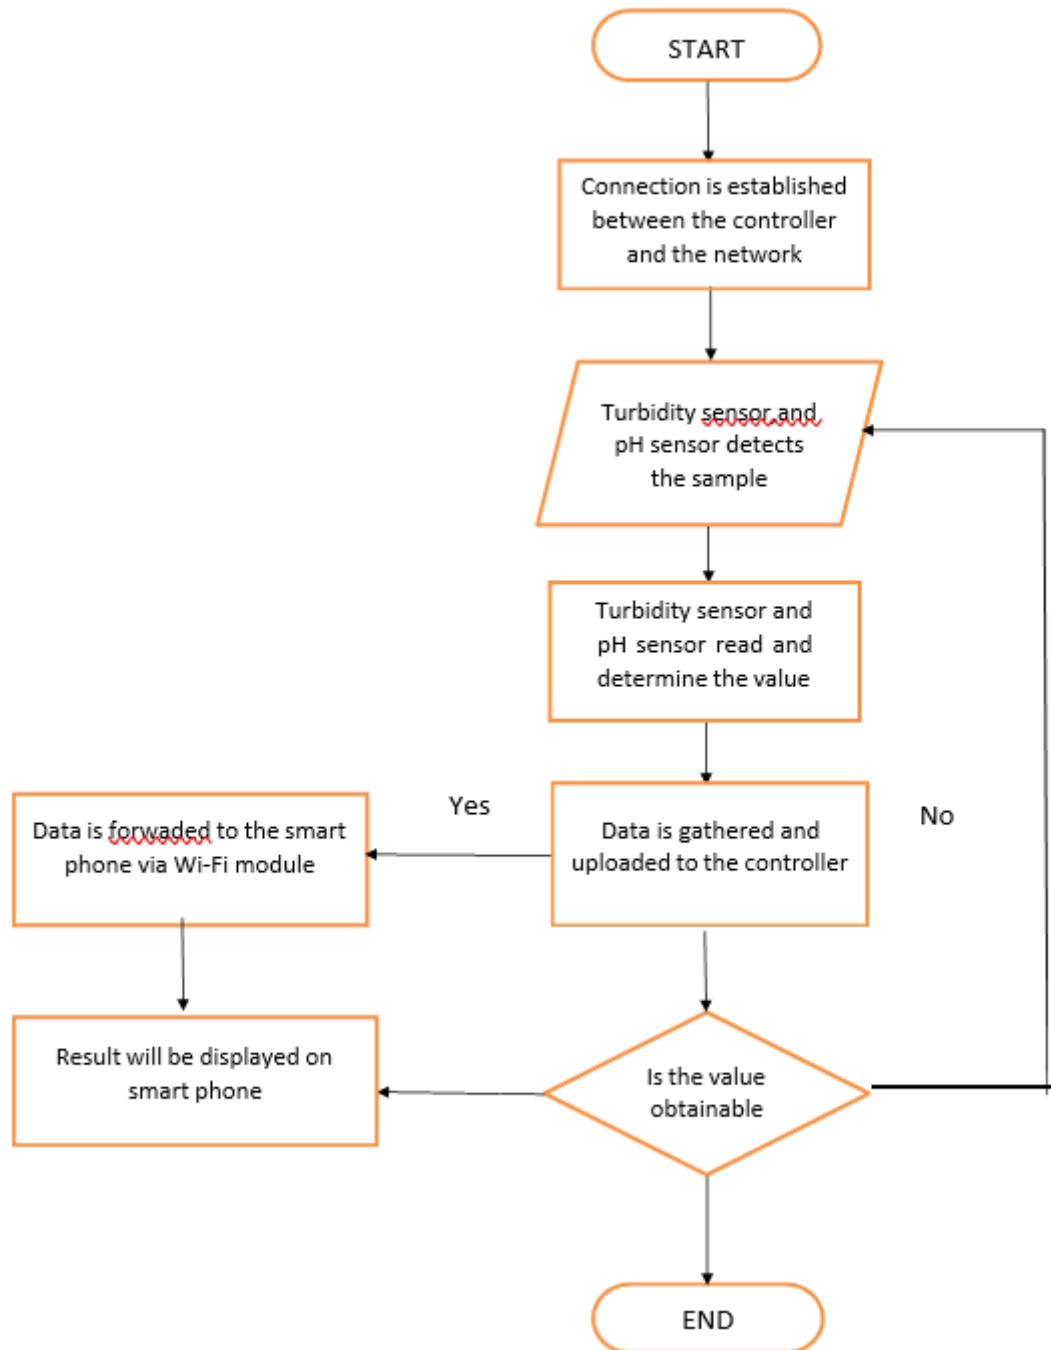 START
Connection is established
between the controller
and the network
Turbidity sensor and
pH sensor detects
the sample
Turbidity sensor and
pH sensor read and
determine the value
Yes
No
Data is forwaded to the smart
phone via Wi-Fi module
Data is gathered and
uploaded to the controller
Result will be displayed on
smart phone
Is the value
obtainable
END